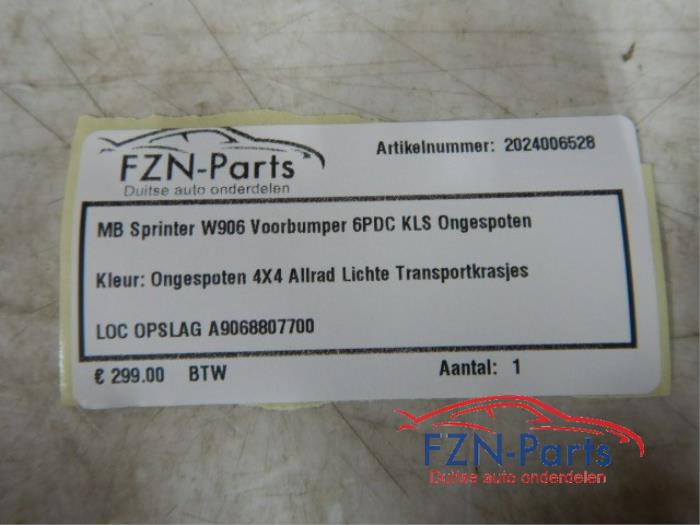 FZN-Parts
Duitse auto onderdelen
Artikelnummer: 2024006528
MB Sprinter W906 Voorbumper 6PDC KLS Ongespoten
Kleur: Ongespoten 4X4 Allrad Lichte Transportkrasjes
LOC OPSLAG A9068807700
€ 299.00 BTW
Aantal: 1
FZN-Parts
Duitse auto onderdelen